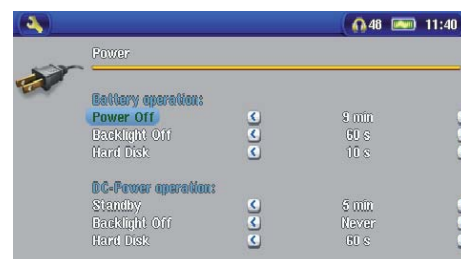 48 11:40
Power
Battery operation:
Power Off 9 min
Backlight Off 60 s
Hard Disk 10 s
DC-Power operation:
Standby 5 min
Backlight Off Never
Hard Disk 60 s